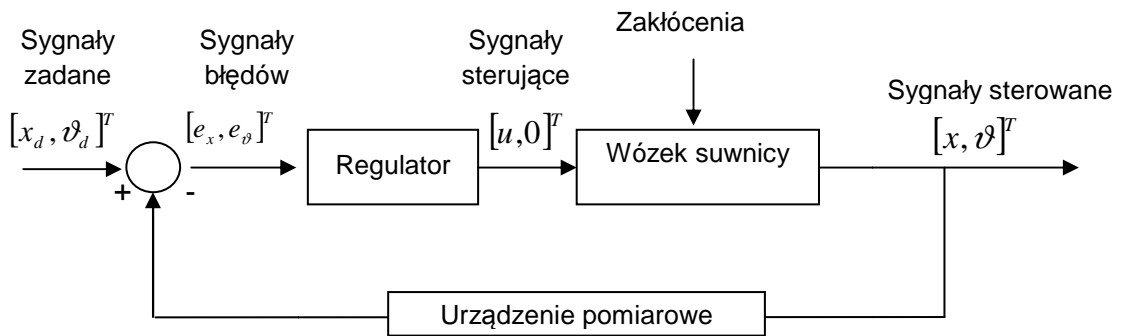 Sygnały
zadane
[x_d, ϑ_d]^T
Sygnały
błędów
[e_x, e_ϑ]^T
Sygnały
sterujące
[u,0]^T
Zakłócenia
Sygnały sterowane
[x, ϑ]^T
Regulator
Wózek suwnicy
+
-
Urządzenie pomiarowe